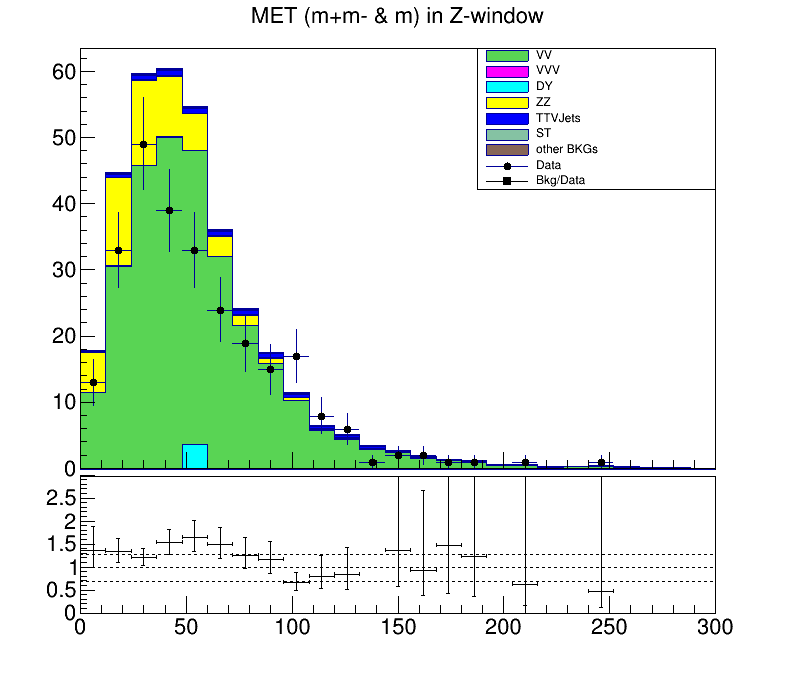 MET (m+m- & m) in Z-window
60
50
40
30
20
10
0
VV
VVV
DY
ZZ
TTVJets
ST
other BKGs
Data
Bkg/Data
2.5
2
1.5
1
0.5
0
0 50 100 150 200 250 300